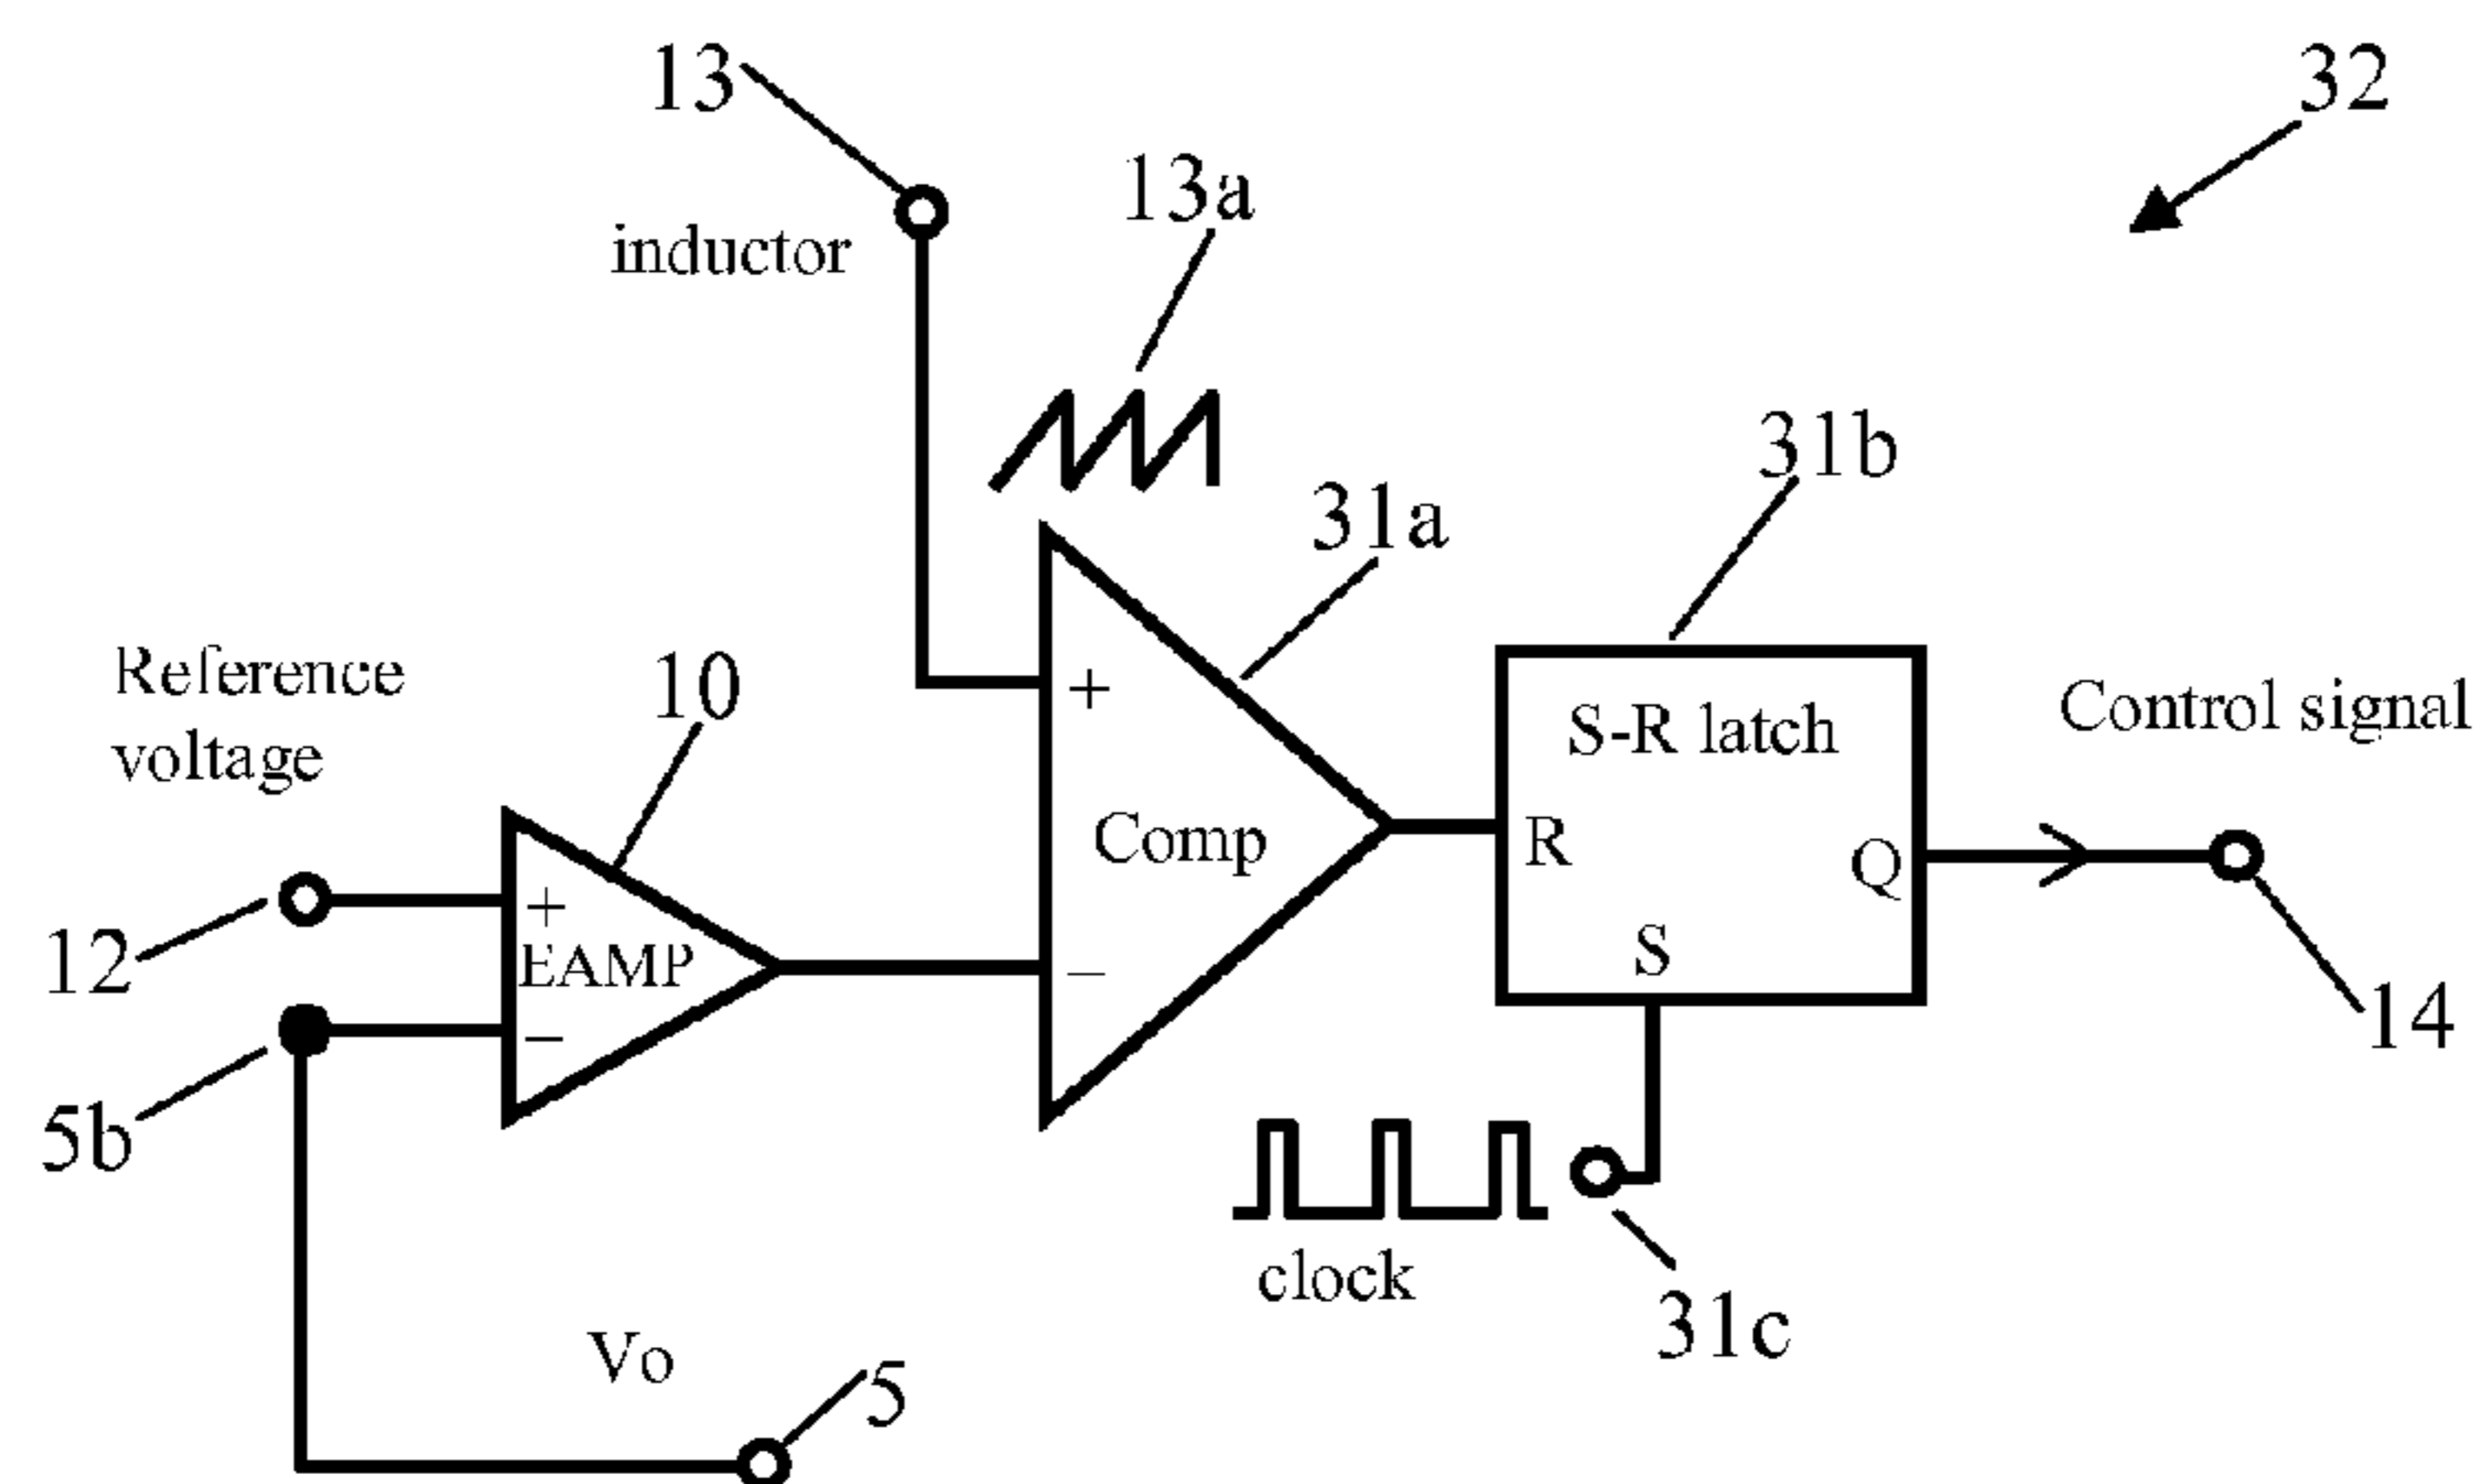 13
32
13a
inductor
31b
31a
Reference
voltage
10
S-R latch
Control signal
+
Comp
R
Q
+
EAMP
12
−
S
−
14
5b
clock
31c
Vo
5